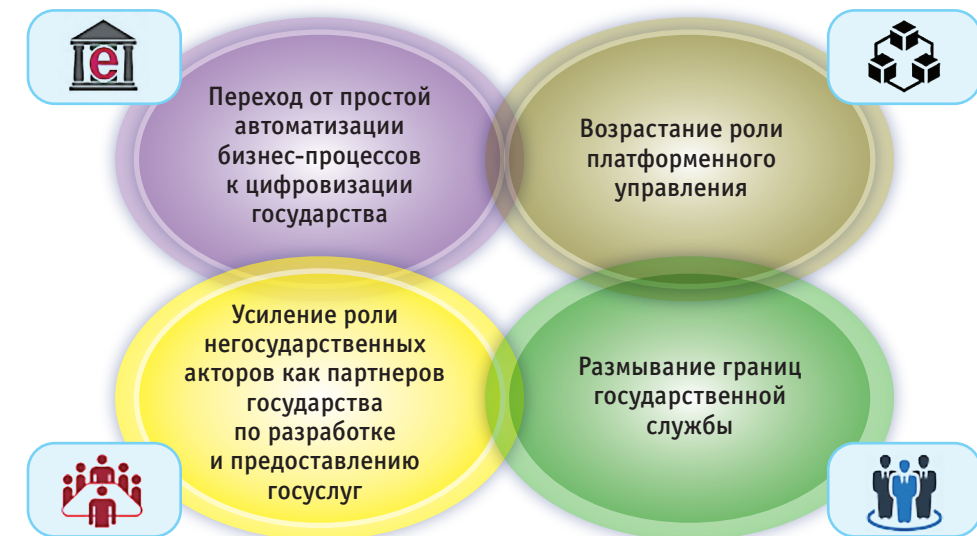 e
Переход от простой
автоматизации
бизнес-процессов
к цифровизации
государства
Возрастание роли
платформенного
управления
Усиление роли
негосударственных
акторов как партнеров
государства
по разработке
и предоставлению
госуслуг
Размывание границ
государственной
службы